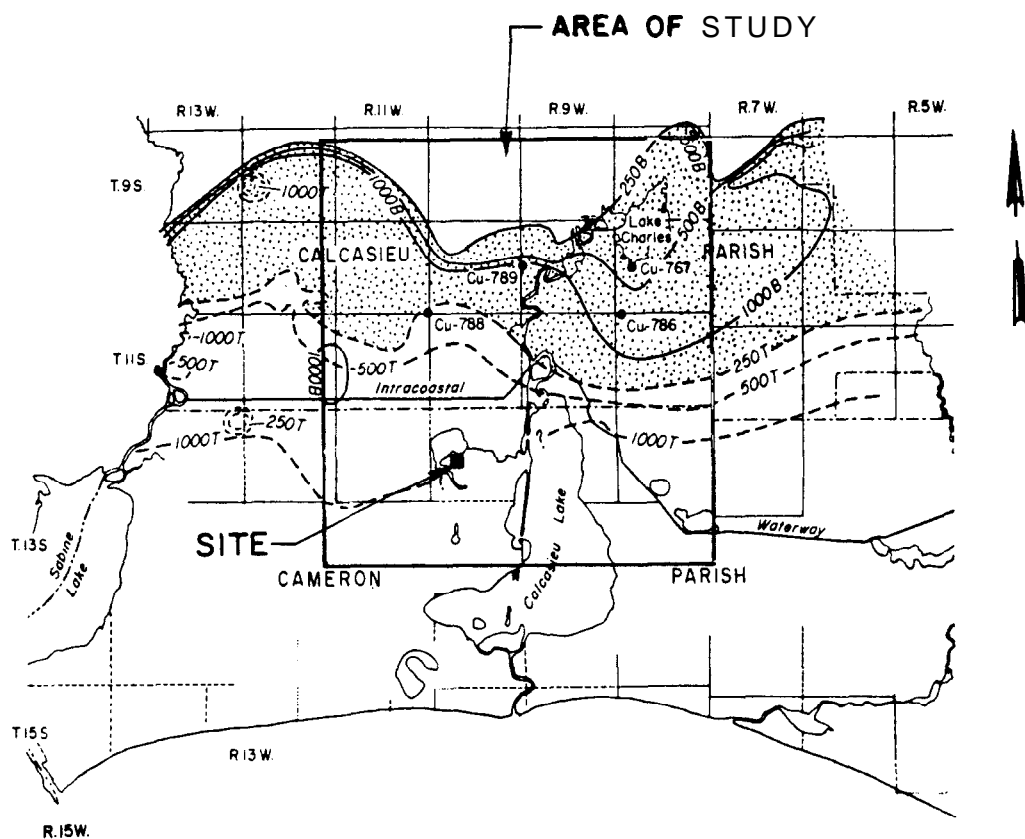 AREA OF STUDY
R.13W. R.11W. R.9W. R.7W. R.5W.
T.9S.
1000T
1000B
250B
1000B
Lake
Charles
500B
CALCASIEU
PARISH
Cu-789
Cu-767
1000B
Cu-788
Cu-786
1000T
250T
T.11S.
500T
1000B
500T
500T
Intracoastal
250T
1000T
1000T
?
SITE
Waterway
T.13S.
Sabine
Lake
Calcasieu Lake
CAMERON
PARISH
T.15S.
R.13W.
R.15W.